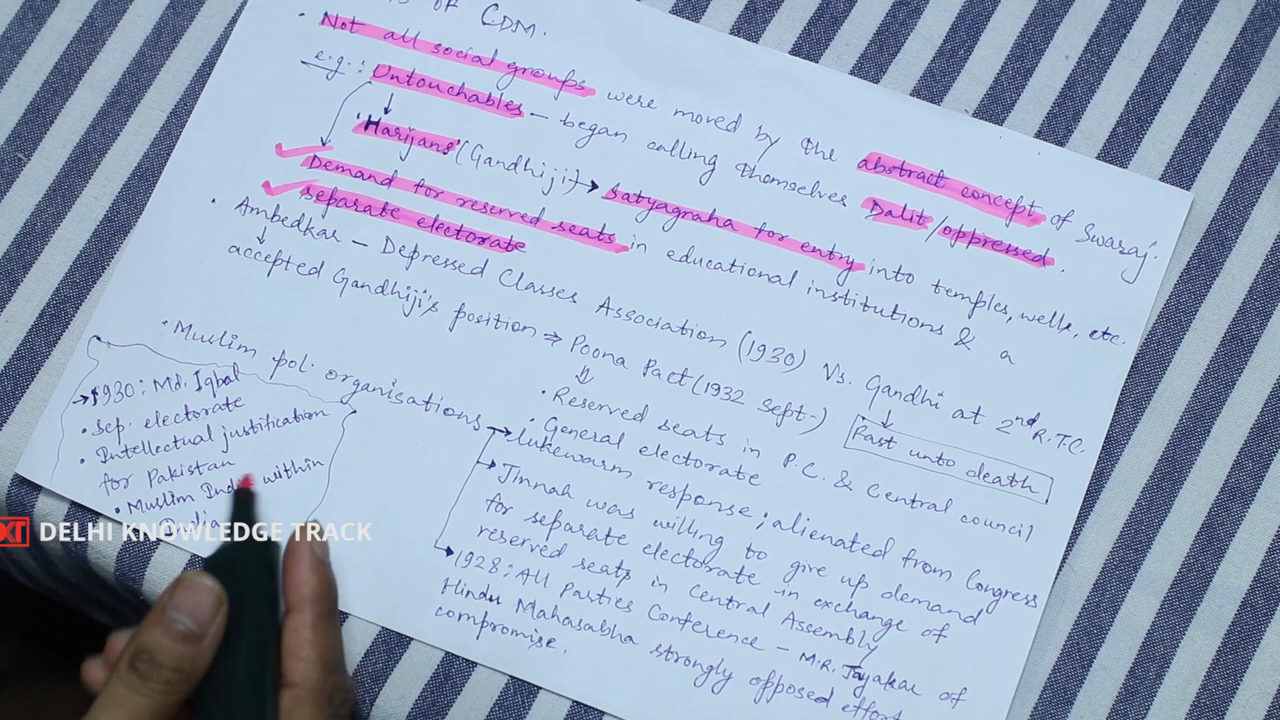 of CDM.
• Not all social groups were moved by the abstract concept of Swaraj.
e.g.: Untouchables – began calling themselves Dalit/oppressed.
'Harijans' (Gandhiji) → satyagraha for entry into temples, wells, etc.
Demand for reserved seats in educational institutions & a
separate electorate
• Ambedkar – Depressed Classes Association (1930) Vs. Gandhi at 2nd R.T.C.
accepted Gandhiji's position ⇒ Poona Pact (1932 Sept.)
Fast unto death
• Reserved seats in P.C. & Central council
• General electorate
• Muslim pol. organisations → lukewarm response; alienated from Congress
→ Jinnah was willing to give up demand
for separate electorate in exchange of
reserved seats in Central Assembly
→ 1928: All Parties Conference – M.R. Jayakar of
Hindu Mahasabha strongly opposed effort
compromise.
→ 1930: Md. Iqbal
• sep. electorate
• Intellectual justification
for Pakistan
• Muslim within
DELHI KNOWLEDGE TRACK